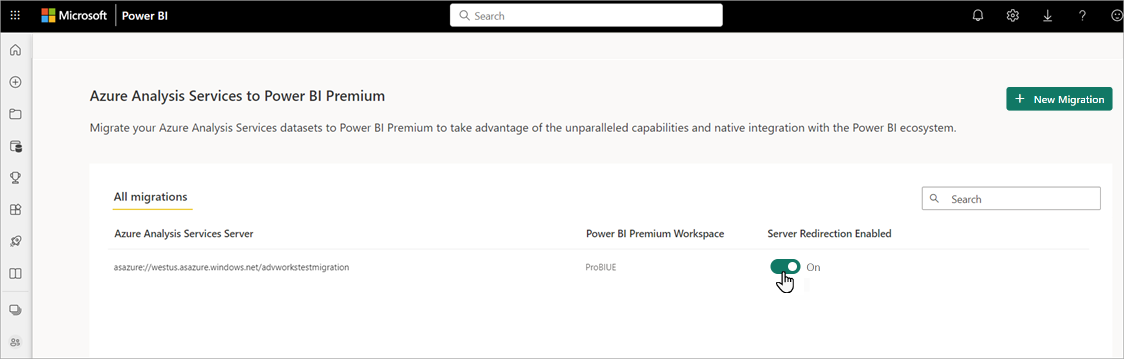 Microsoft Power BI Search
Azure Analysis Services to Power BI Premium
+ New Migration
Migrate your Azure Analysis Services datasets to Power BI Premium to take advantage of the unparalleled capabilities and native integration with the Power BI ecosystem.
All migrations
Search
Azure Analysis Services Server Power BI Premium Workspace Server Redirection Enabled
asazure://westus.asazure.windows.net/advworkstestmigration ProBIUE On